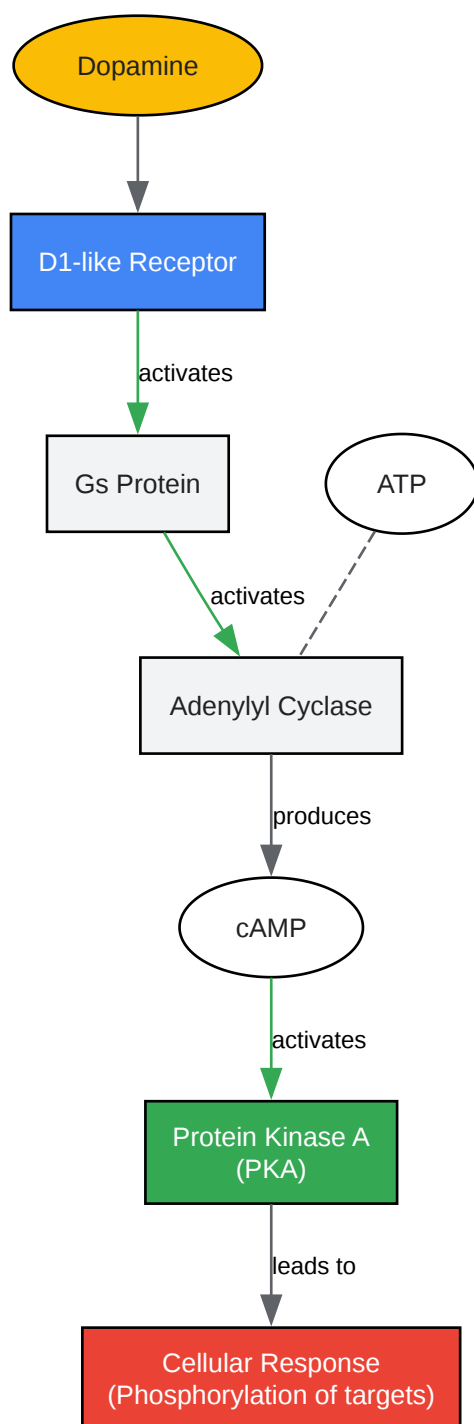 Dopamine
D1-like Receptor
activates
Gs Protein
ATP
activates
Adenylyl Cyclase
produces
cAMP
activates
Protein Kinase A
(PKA)
leads to
Cellular Response
(Phosphorylation of targets)